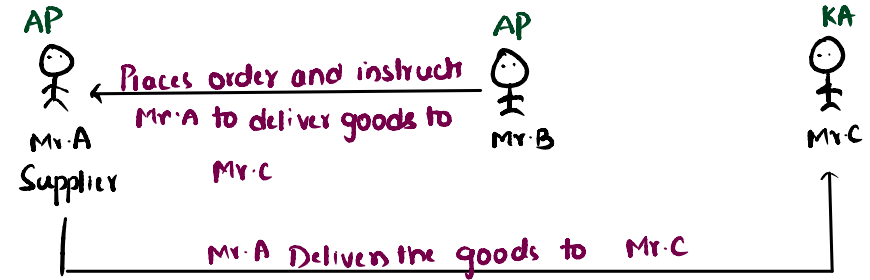 AP
AP
KA
Places order and instruct
Mr.A to deliver goods to
Mr.C
Mr.A
Supplier
Mr.B
Mr.C
Mr.A Delivers the goods to Mr.C